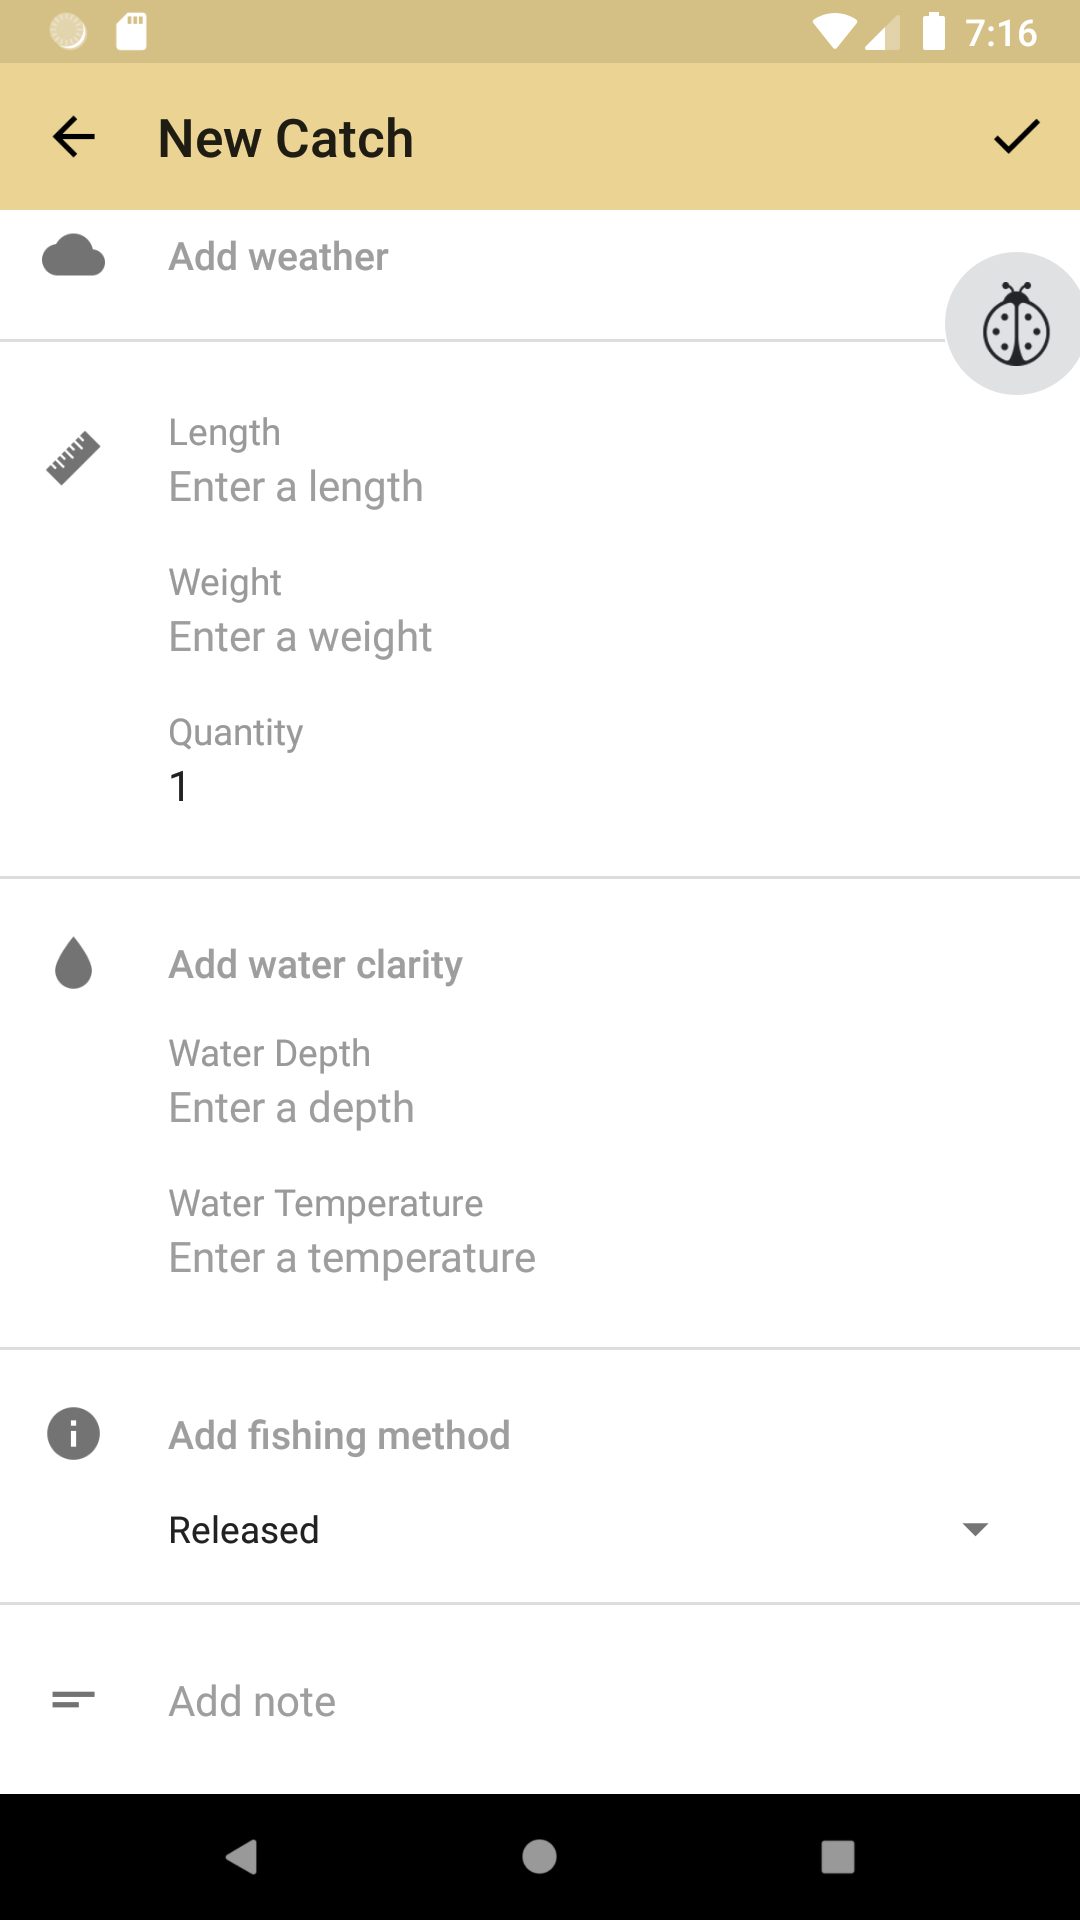 7:16
New Catch
Add weather
Length
Enter a length
Weight
Enter a weight
Quantity
1
Add water clarity
Water Depth
Enter a depth
Water Temperature
Enter a temperature
Add fishing method
Released
Add note